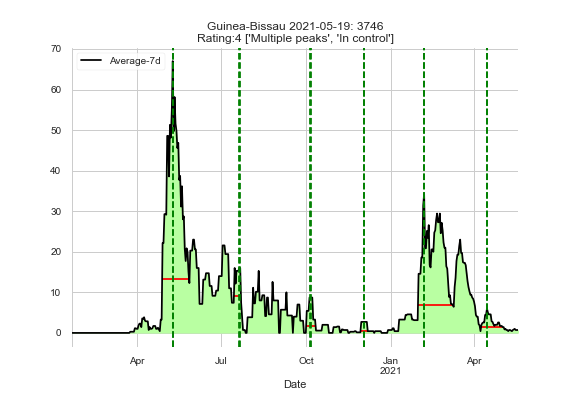 Guinea-Bissau 2021-05-19: 3746
Rating:4 ['Multiple peaks', 'In control']
Average-7d
70
60
50
40
30
20
10
0
Apr
Jul
Oct
Jan
2021
Apr
Date